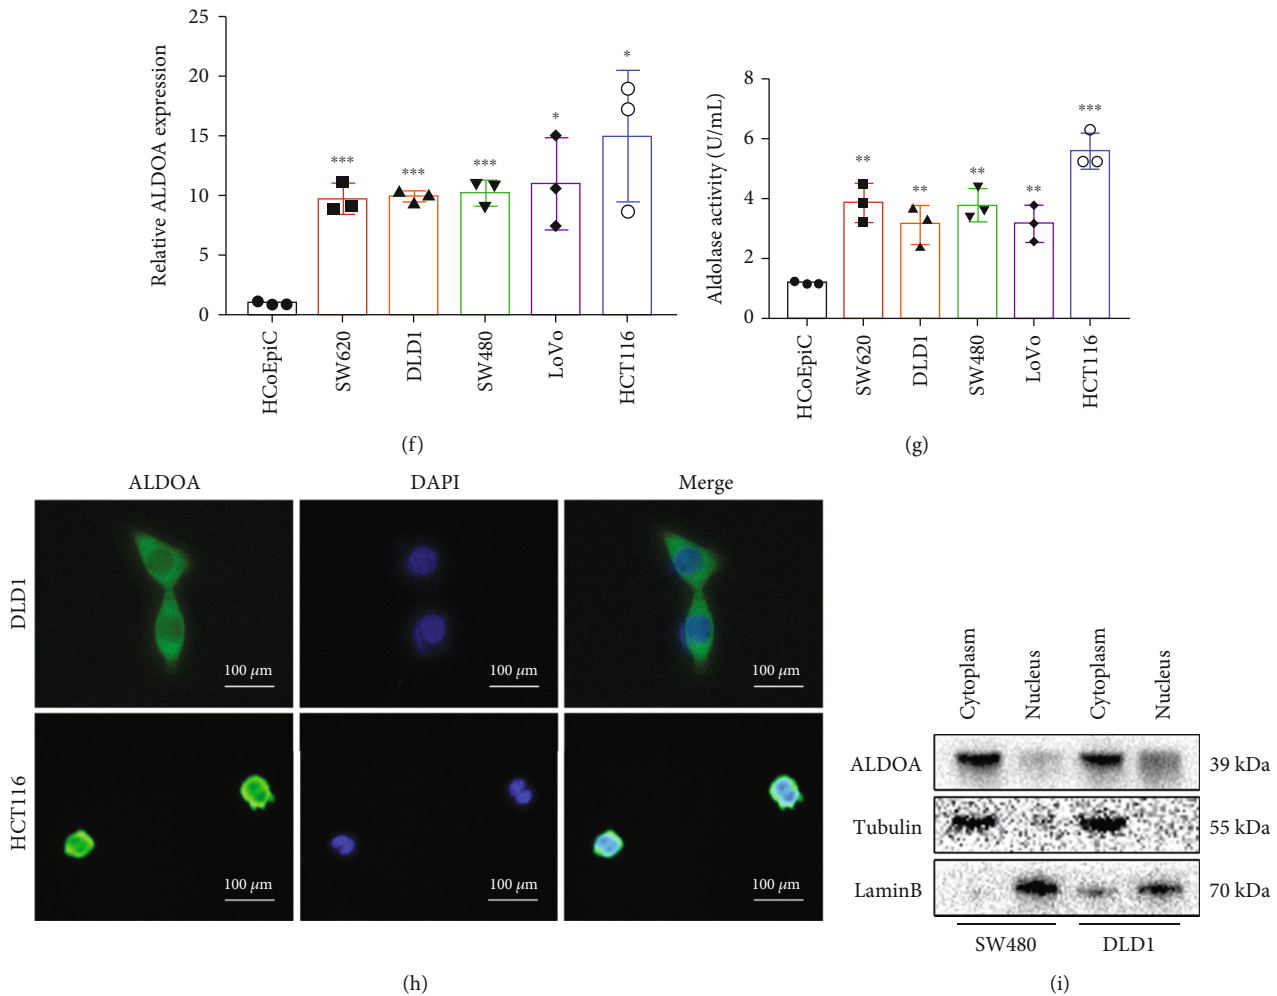 25
20
15
10
5
0
Relative ALDOA expression
***
***
***
*
*
HCoEpiC
SW620
DLD1
SW480
LoVo
HCT116
(f)
8
6
4
2
0
Aldolase activity (U/mL)
**
**
**
**
***
HCoEpiC
SW620
DLD1
SW480
LoVo
HCT116
(g)
ALDOA DAPI Merge
DLD1
100 μm 100 μm 100 μm
HCT116
100 μm 100 μm 100 μm
(h)
Cytoplasm
Nucleus
Cytoplasm
Nucleus
ALDOA 39 kDa
Tubulin 55 kDa
LaminB 70 kDa
SW480 DLD1
(i)